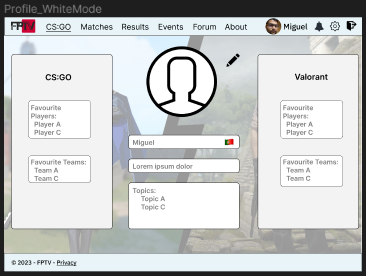 Profile_WhiteMode
FPTV CS:GO Matches Results Events Forum About Miguel
CS:GO
Favourite
Players:
Player A
Player C
Favourite Teams:
Team A
Team C
Miguel
Lorem ipsum dolor
Topics:
Topic A
Topic C
Valorant
Favourite
Players:
Player A
Player C
Favourite Teams:
Team A
Team C
© 2023 - FPTV - Privacy